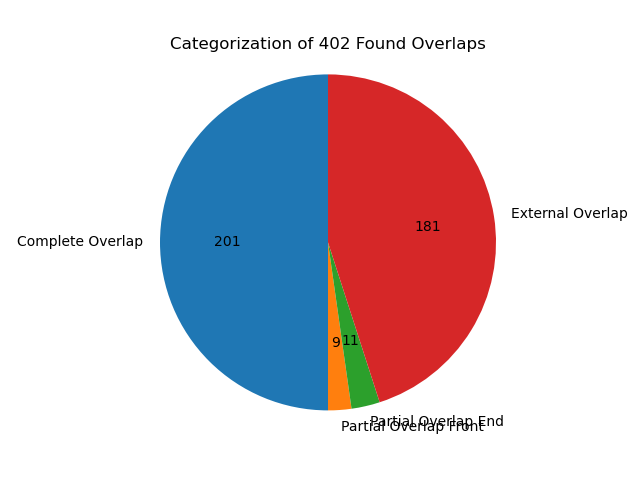 Categorization of 402 Found Overlaps
External Overlap
181
Complete Overlap
201
9
11
Partial Overlap End
Partial Overlap Front